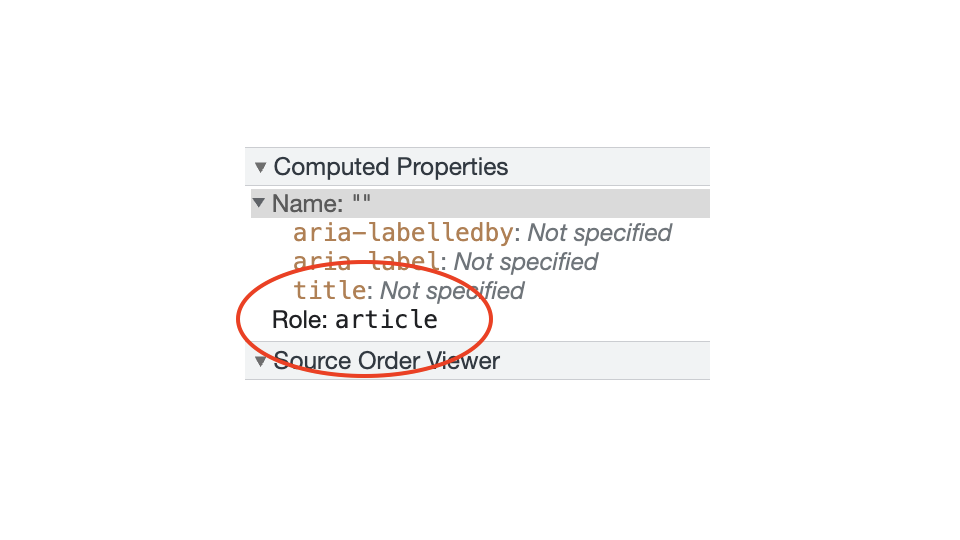 Computed Properties
Name: ""
aria-labelledby: Not specified
aria-label: Not specified
title: Not specified
Role: article
Source Order Viewer